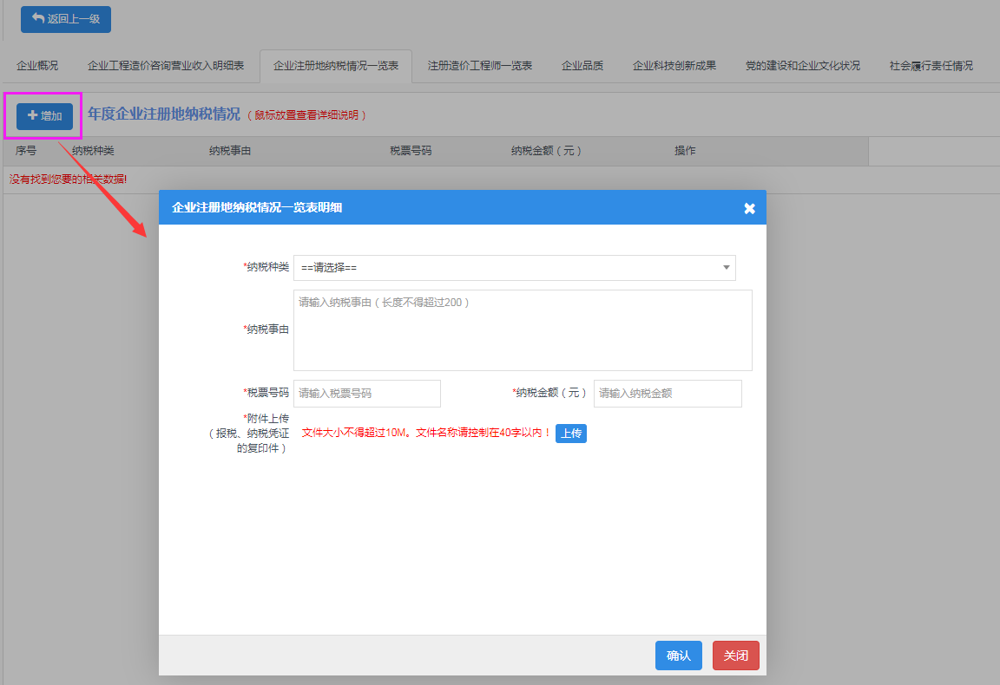 返回上一级
企业概况 企业工程造价咨询营业收入明细表 企业注册地纳税情况一览表 注册造价工程师一览表 企业品质 企业科技创新成果 党的建设和企业文化状况 社会履行责任情况
增加 年度企业注册地纳税情况 （鼠标放置查看详细说明）
序号 纳税种类 纳税事由 税票号码 纳税金额（元） 操作
没有找到您要的相关数据!
企业注册地纳税情况一览表明细
*纳税种类 ==请选择==
*纳税事由 请输入纳税事由（长度不得超过200）
*税票号码 请输入税票号码 *纳税金额（元） 请输入纳税金额
*附件上传
（报税、纳税凭证 文件大小不得超过10M。文件名称请控制在40字以内！ 上传
的复印件）
确认 关闭